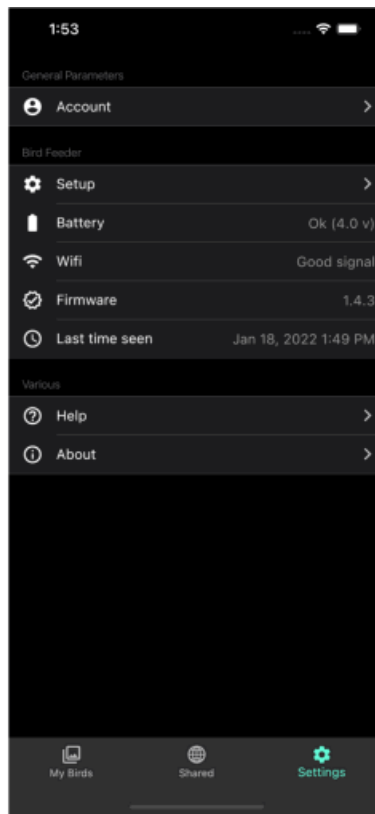 1:53
General Parameters
Account
Bird Feeder
Setup
Battery Ok (4.0 v)
Wifi Good signal
Firmware 1.4.3
Last time seen Jan 18, 2022 1:49 PM
Various
Help
About
My Birds Shared Settings